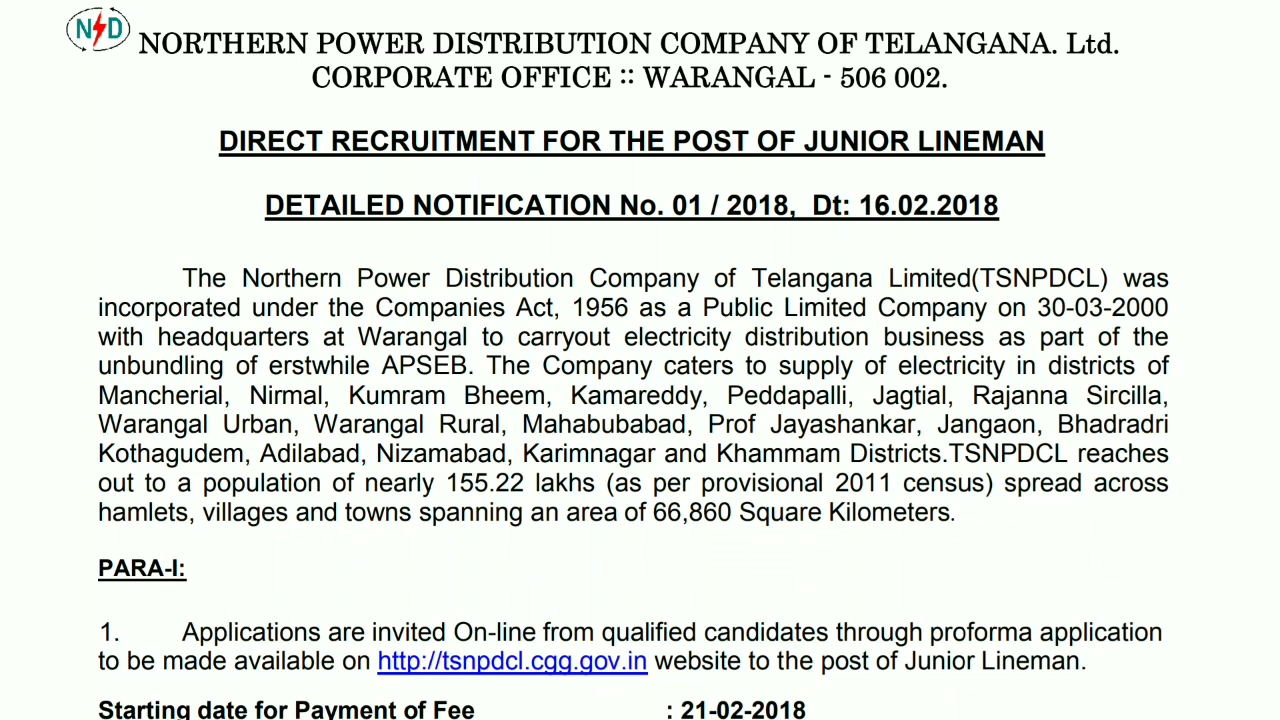 N D
NORTHERN POWER DISTRIBUTION COMPANY OF TELANGANA. Ltd.
CORPORATE OFFICE :: WARANGAL - 506 002.
DIRECT RECRUITMENT FOR THE POST OF JUNIOR LINEMAN
DETAILED NOTIFICATION No. 01 / 2018, Dt: 16.02.2018
The Northern Power Distribution Company of Telangana Limited(TSNPDCL) was
incorporated under the Companies Act, 1956 as a Public Limited Company on 30-03-2000
with headquarters at Warangal to carryout electricity distribution business as part of the
unbundling of erstwhile APSEB. The Company caters to supply of electricity in districts of
Mancherial, Nirmal, Kumram Bheem, Kamareddy, Peddapalli, Jagtial, Rajanna Sircilla,
Warangal Urban, Warangal Rural, Mahabubabad, Prof Jayashankar, Jangaon, Bhadradri
Kothagudem, Adilabad, Nizamabad, Karimnagar and Khammam Districts.TSNPDCL reaches
out to a population of nearly 155.22 lakhs (as per provisional 2011 census) spread across
hamlets, villages and towns spanning an area of 66,860 Square Kilometers.
PARA-I:
1. Applications are invited On-line from qualified candidates through proforma application
to be made available on http://tsnpdcl.cgg.gov.in website to the post of Junior Lineman.
Starting date for Payment of Fee : 21-02-2018